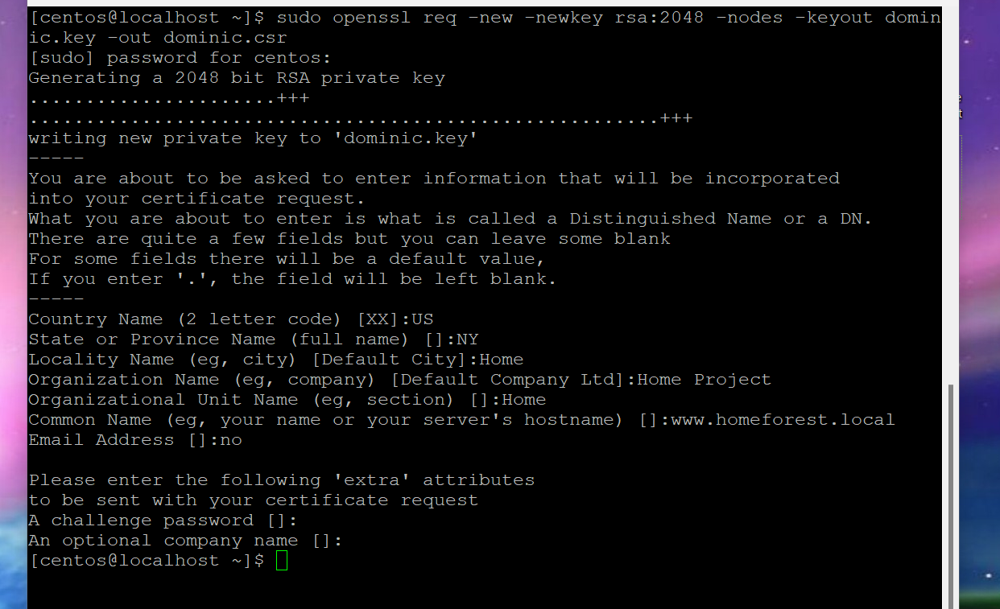 [centos@localhost ~]$ sudo openssl req -new -newkey rsa:2048 -nodes -keyout domin
ic.key -out dominic.csr
[sudo] password for centos:
Generating a 2048 bit RSA private key
......................+++
........................................................+++
writing new private key to 'dominic.key'
-----
You are about to be asked to enter information that will be incorporated
into your certificate request.
What you are about to enter is what is called a Distinguished Name or a DN.
There are quite a few fields but you can leave some blank
For some fields there will be a default value,
If you enter '.', the field will be left blank.
-----
Country Name (2 letter code) [XX]:US
State or Province Name (full name) []:NY
Locality Name (eg, city) [Default City]:Home
Organization Name (eg, company) [Default Company Ltd]:Home Project
Organizational Unit Name (eg, section) []:Home
Common Name (eg, your name or your server's hostname) []:www.homeforest.local
Email Address []:no

Please enter the following 'extra' attributes
to be sent with your certificate request
A challenge password []:
An optional company name []:
[centos@localhost ~]$